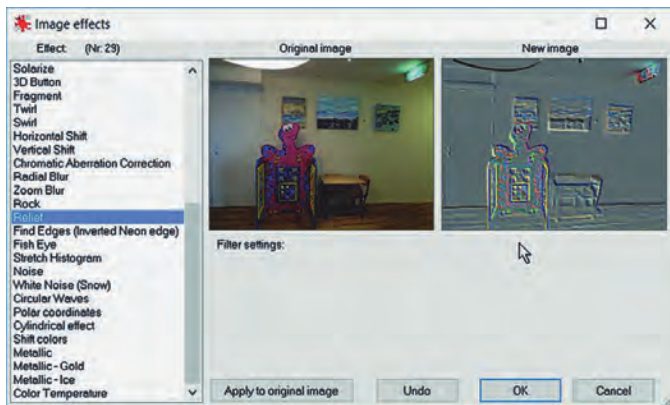 Image effects
Effect: (Nr: 29)
Original image
New image
Solarize
3D Button
Fragment
Twirl
Swirl
Horizontal Shift
Vertical Shift
Chromatic Aberration Correction
Radial Blur
Zoom Blur
Rock
Relief
Find Edges (Inverted Neon edge)
Fish Eye
Stretch Histogram
Noise
White Noise (Snow)
Circular Waves
Polar coordinates
Cylindrical effect
Shift colors
Metallic
Metallic - Gold
Metallic - Ice
Color Temperature
Filter settings:
Apply to original image
Undo
OK
Cancel